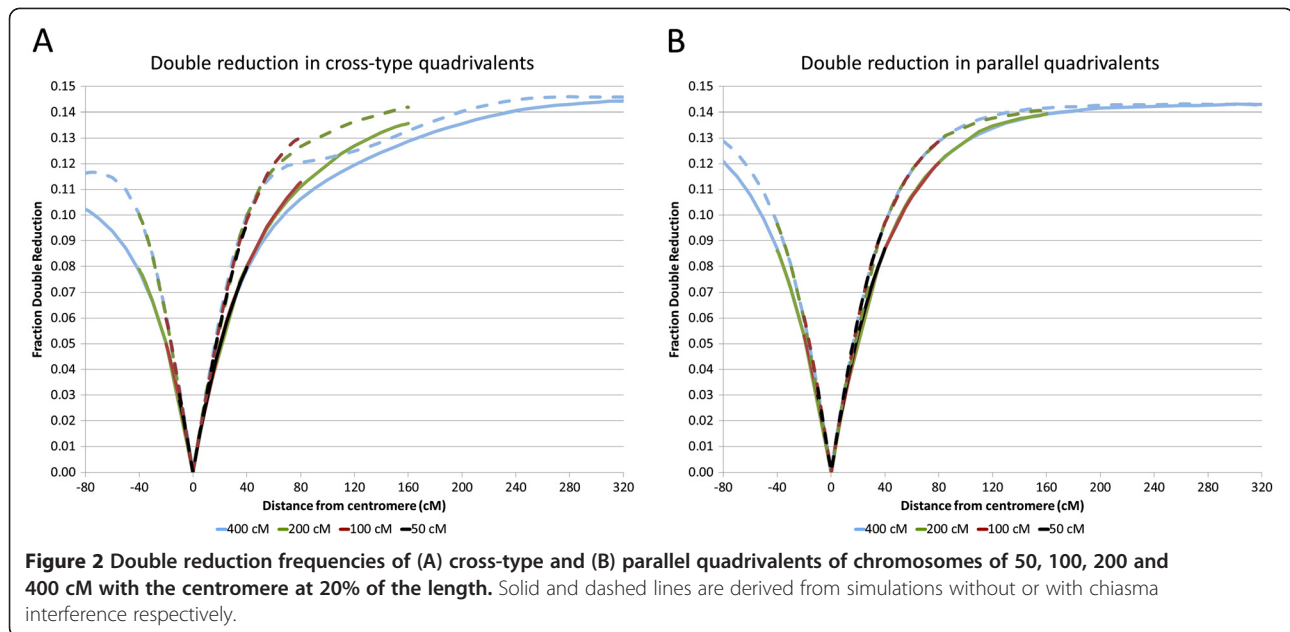 A
Double reduction in cross-type quadrivalents
Fraction Double Reduction
0.15
0.14
0.13
0.12
0.11
0.10
0.09
0.08
0.07
0.06
0.05
0.04
0.03
0.02
0.01
0.00
-80 -40 0 40 80 120 160 200 240 280 320
Distance from centromere (cM)
400 cM 200 cM 100 cM 50 cM
B
Double reduction in parallel quadrivalents
Fraction Double Reduction
0.15
0.14
0.13
0.12
0.11
0.10
0.09
0.08
0.07
0.06
0.05
0.04
0.03
0.02
0.01
0.00
-80 -40 0 40 80 120 160 200 240 280 320
Distance from centromere (cM)
400 cM 200 cM 100 cM 50 cM
Figure 2 Double reduction frequencies of (A) cross-type and (B) parallel quadrivalents of chromosomes of 50, 100, 200 and
400 cM with the centromere at 20% of the length. Solid and dashed lines are derived from simulations without or with chiasma
interference respectively.